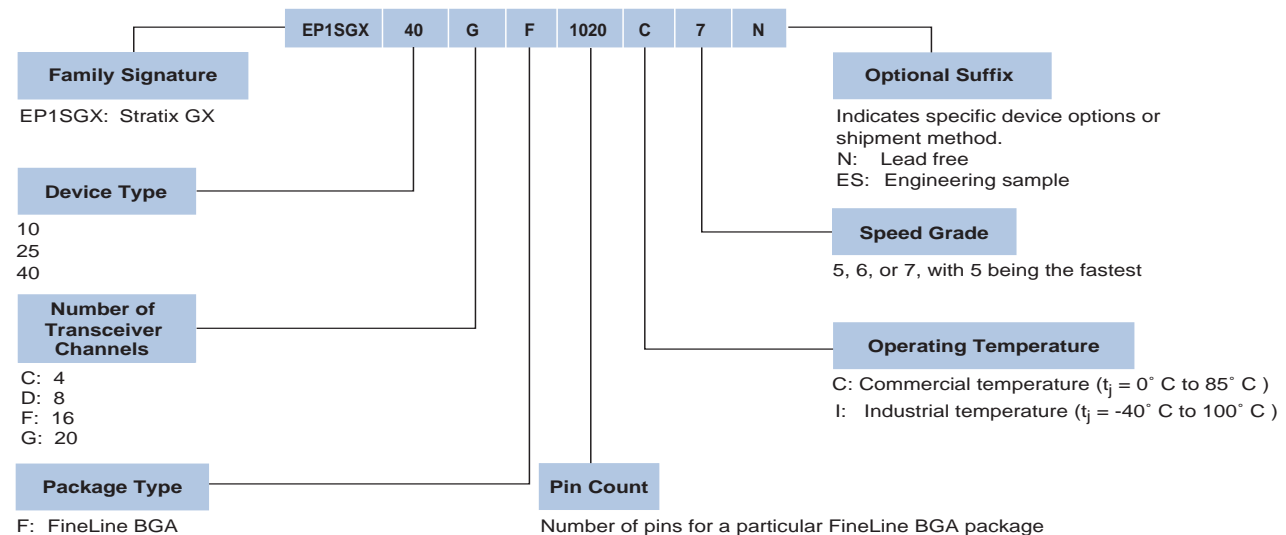 EP1SGX 40 G F 1020 C 7 N
Family Signature
EP1SGX: Stratix GX
Optional Suffix
Indicates specific device options or
shipment method.
N: Lead free
ES: Engineering sample
Device Type
10
25
40
Speed Grade
5, 6, or 7, with 5 being the fastest
Number of
Transceiver
Channels
C: 4
D: 8
F: 16
G: 20
Operating Temperature
C: Commercial temperature (tj = 0˚ C to 85˚ C )
I: Industrial temperature (tj = -40˚ C to 100˚ C )
Package Type
F: FineLine BGA
Pin Count
Number of pins for a particular FineLine BGA package